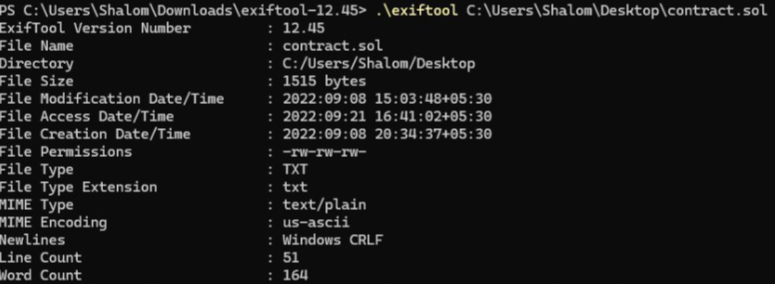 PS C:\Users\Shalom\Downloads\exiftool-12.45> .\exiftool C:\Users\Shalom\Desktop\contract.sol
ExifTool Version Number : 12.45
File Name : contract.sol
Directory : C:/Users/Shalom/Desktop
File Size : 1515 bytes
File Modification Date/Time : 2022:09:08 15:03:48+05:30
File Access Date/Time : 2022:09:21 16:41:02+05:30
File Creation Date/Time : 2022:09:08 20:34:37+05:30
File Permissions : -rw-rw-rw-
File Type : TXT
File Type Extension : txt
MIME Type : text/plain
MIME Encoding : us-ascii
Newlines : Windows CRLF
Line Count : 51
Word Count : 164